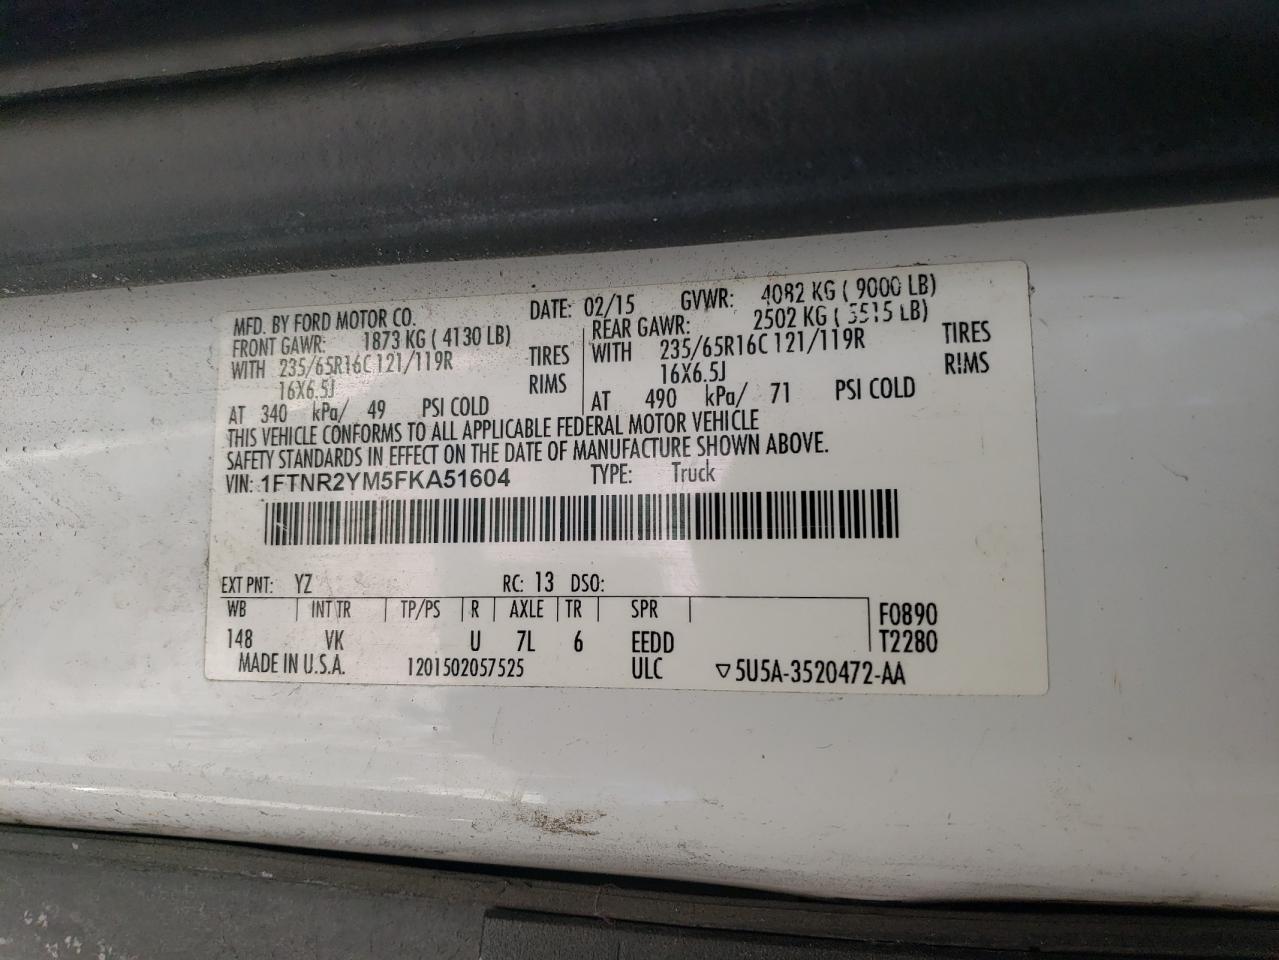 MFD. BY FORD MOTOR CO. DATE: 02/15 GVWR: 4082 KG ( 9000 LB)
FRONT GAWR: 1873 KG ( 4130 LB) REAR GAWR: 2502 KG ( 5515 LB)
WITH 235/65R16C 121/119R TIRES WITH 235/65R16C 121/119R TIRES
16X6.5J RIMS 16X6.5J RIMS
AT 340 kPa/ 49 PSI COLD AT 490 kPa/ 71 PSI COLD
THIS VEHICLE CONFORMS TO ALL APPLICABLE FEDERAL MOTOR VEHICLE
SAFETY STANDARDS IN EFFECT ON THE DATE OF MANUFACTURE SHOWN ABOVE.
VIN: 1FTNR2YM5FKA51604 TYPE: Truck
EXT PNT: YZ RC: 13 DSO:
WB INT TR TP/PS R AXLE TR SPR F0890
148 VK U 7L 6 EEDD T2280
MADE IN U.S.A. 1201502057525 ULC ▽5U5A-3520472-AA